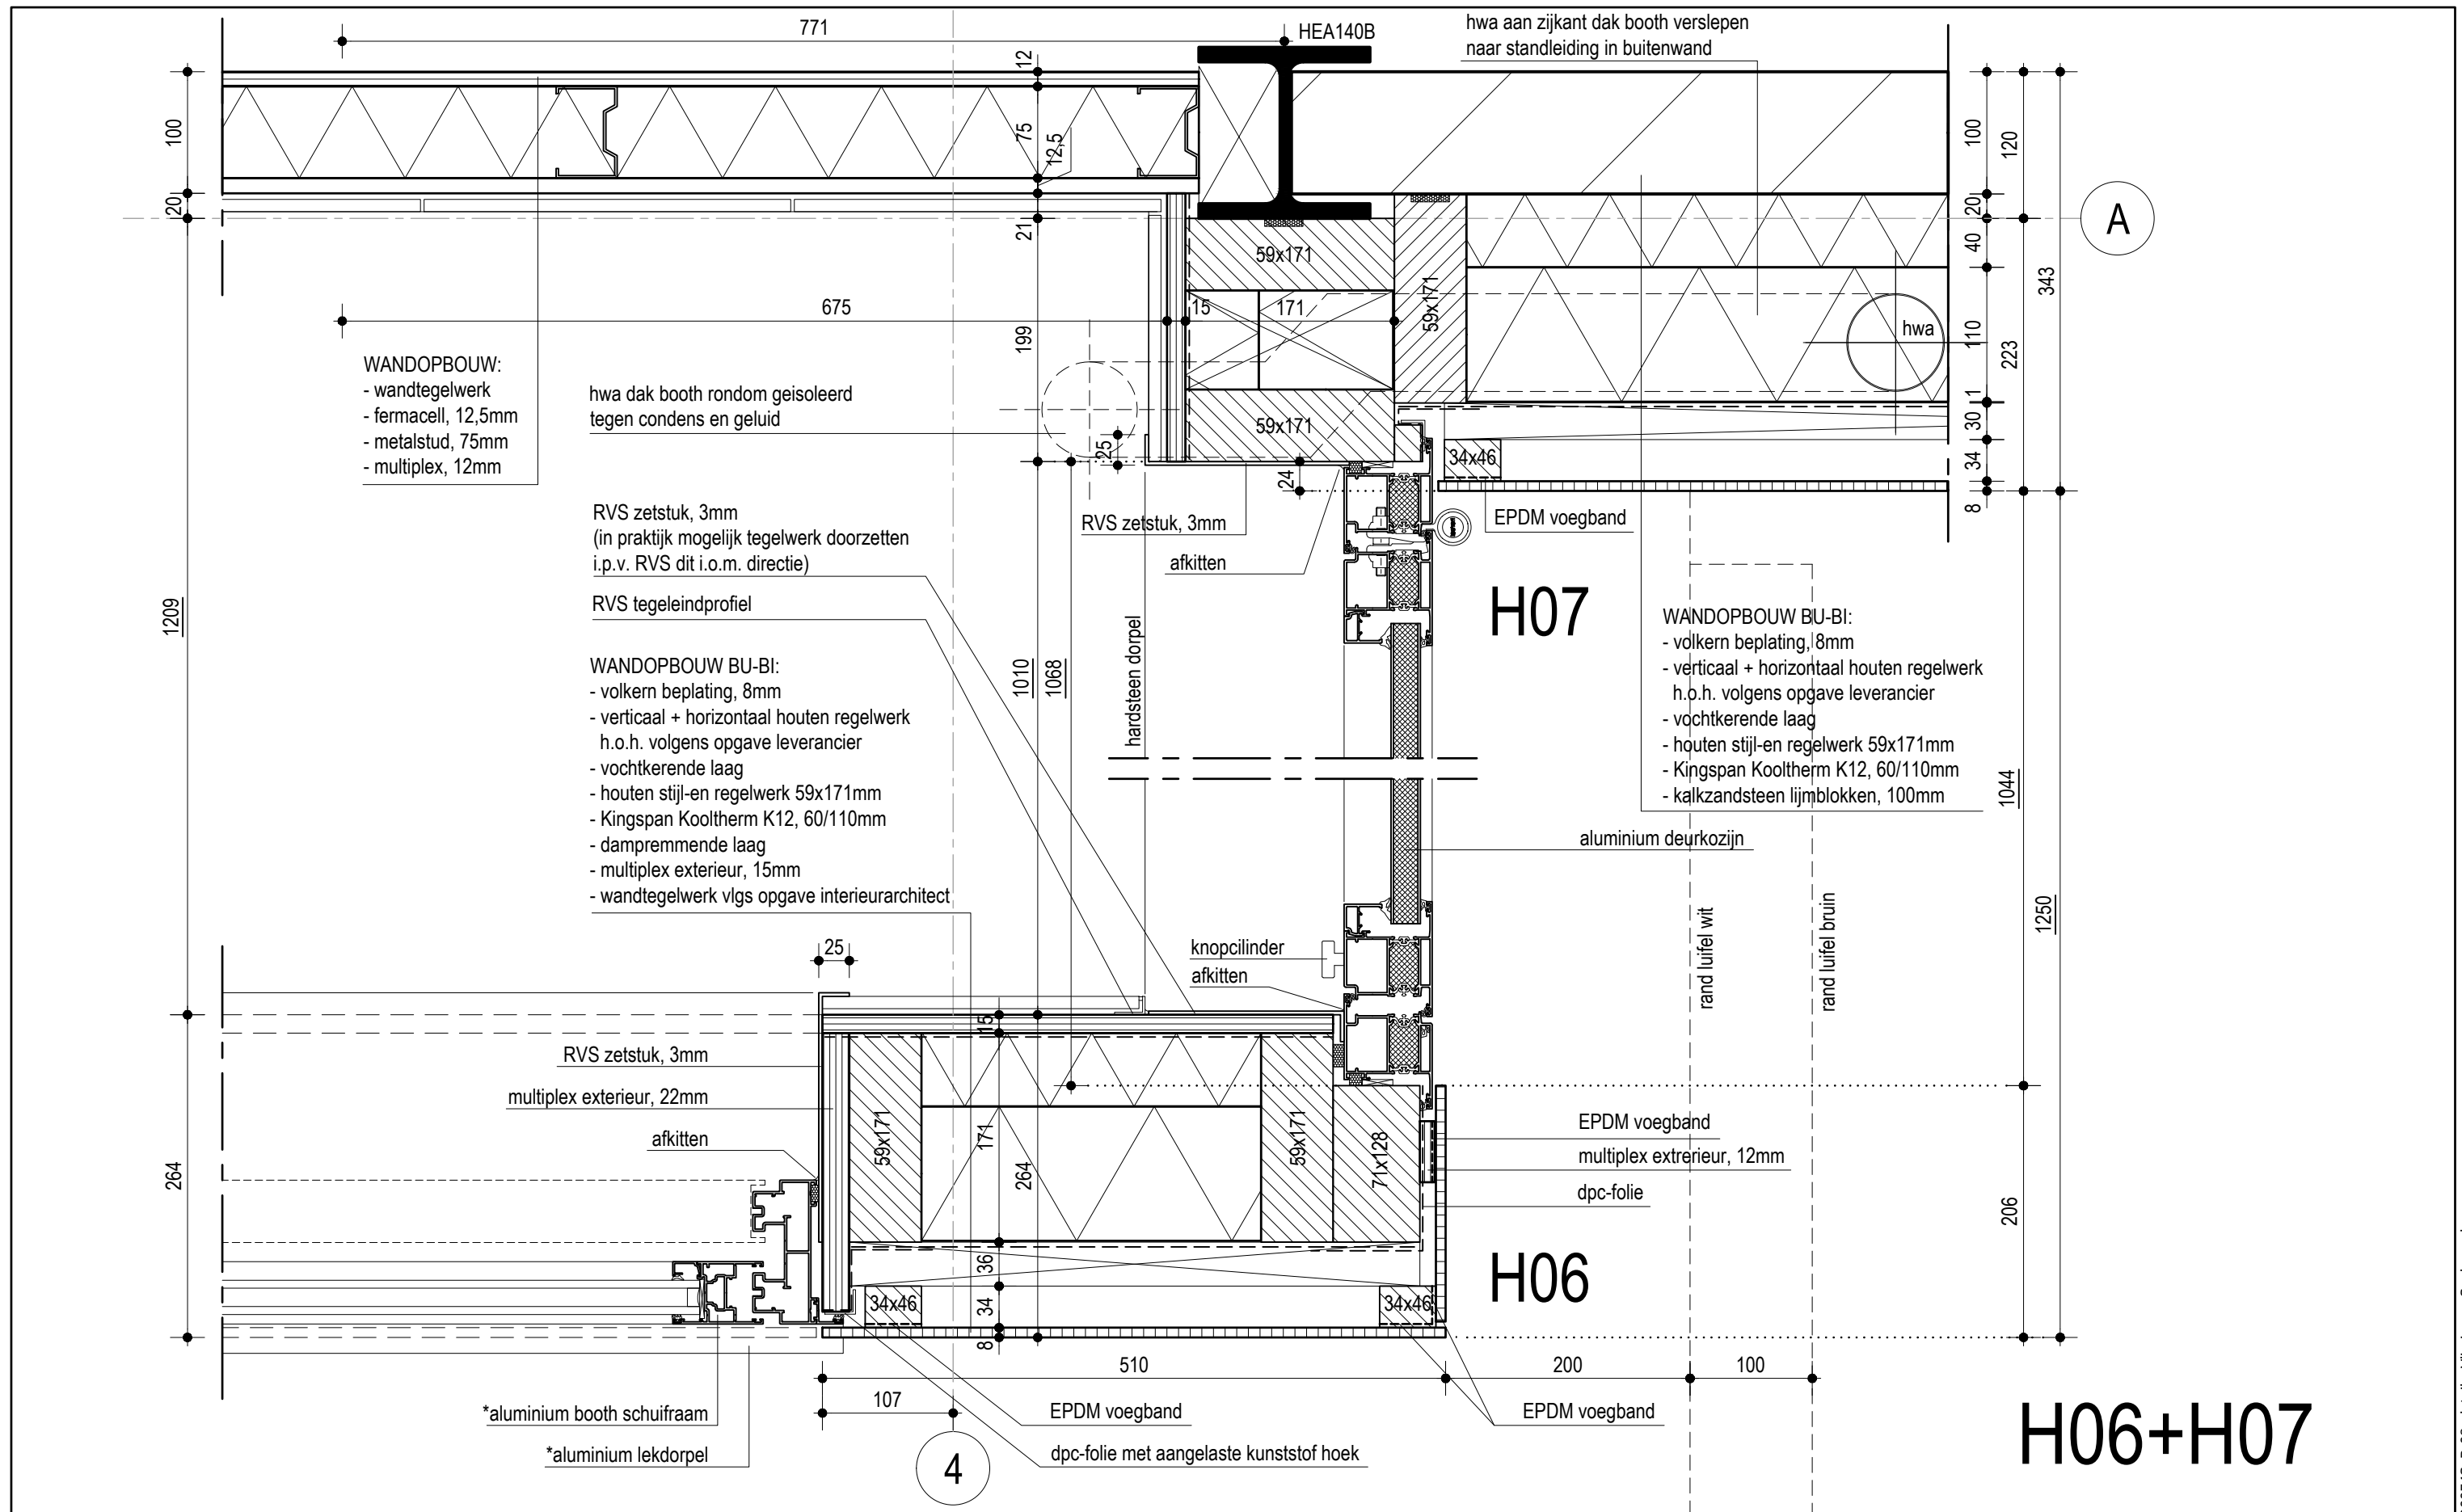 771
HEA140B
hwa aan zijkant dak booth verslepen
naar standleiding in buitenwand
12
100
75
12,5
20
21
100
120
20
40
343
110
223
1
30
34
8
A
59x171
59x171
59x171
675
15
171
199
hwa
WANDOPBOUW:
- wandtegelwerk
- fermacell, 12,5mm
- metalstud, 75mm
- multiplex, 12mm
hwa dak booth rondom geisoleerd
tegen condens en geluid
25
24
34x46
RVS zetstuk, 3mm
(in praktijk mogelijk tegelwerk doorzetten
i.p.v. RVS dit i.o.m. directie)
RVS zetstuk, 3mm
EPDM voegband
afkitten
RVS tegeleindprofiel
H07
1209
1010
1068
hardsteen dorpel
WANDOPBOUW BU-BI:
- volkern beplating, 8mm
- verticaal + horizontaal houten regelwerk
h.o.h. volgens opgave leverancier
- vochtkerende laag
- houten stijl-en regelwerk 59x171mm
- Kingspan Kooltherm K12, 60/110mm
- dampremmende laag
- multiplex exterieur, 15mm
- wandtegelwerk vlgs opgave interieurarchitect
WANDOPBOUW BU-BI:
- volkern beplating, 8mm
- verticaal + horizontaal houten regelwerk
h.o.h. volgens opgave leverancier
- vochtkerende laag
- houten stijl-en regelwerk 59x171mm
- Kingspan Kooltherm K12, 60/110mm
- kalkzandsteen lijmblokken, 100mm
1044
1250
aluminium deurkozijn
rand luifel wit
rand luifel bruin
knopcilinder
afkitten
25
15
RVS zetstuk, 3mm
multiplex exterieur, 22mm
afkitten
264
59x171
171
264
59x171
71x128
EPDM voegband
multiplex extrerieur, 12mm
dpc-folie
206
36
34
8
34x46
34x46
H06
510
200
100
107
*aluminium booth schuifraam
*aluminium lekdorpel
EPDM voegband
EPDM voegband
dpc-folie met aangelaste kunststof hoek
4
H06+H07